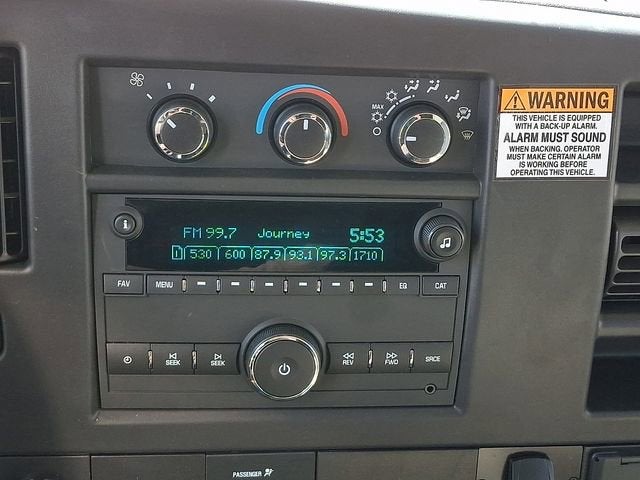 MAX
WARNING
THIS VEHICLE IS EQUIPPED
WITH A BACK-UP ALARM.
ALARM MUST SOUND
WHEN BACKING. OPERATOR
MUST MAKE CERTAIN ALARM
IS WORKING BEFORE
OPERATING THIS VEHICLE.
i
FM 99.7 Journey 5:53
1 530 600 87.9 93.1 97.3 1710
FAV MENU EQ CAT
SEEK SEEK REV FWD SRCE
PASSENGER